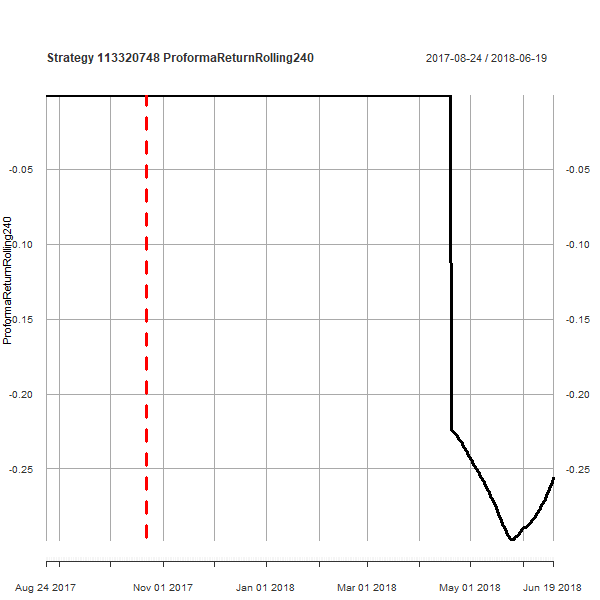 Strategy 113320748 ProformaReturnRolling240
2017-08-24 / 2018-06-19
ProformaReturnRolling240
-0.05 -0.05
-0.10 -0.10
-0.15 -0.15
-0.20 -0.20
-0.25 -0.25
Aug 24 2017 Nov 01 2017 Jan 01 2018 Mar 01 2018 May 01 2018 Jun 19 2018